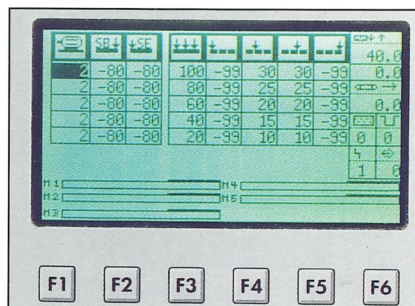 SB↓ ↓SE ↓↓↓ ↓-- -↓- -↓- --↓
40.0
2 -80 -80 100 -99 30 30 -99 0.0
2 -80 -80 80 -99 25 25 -99
2 -80 -80 60 -99 20 20 -99 0.0
2 -80 -80 40 -99 15 15 -99 0 0
2 -80 -80 20 -99 10 10 -99
1 0
M1 M4
M2 M5
M3
F1 F2 F3 F4 F5 F6